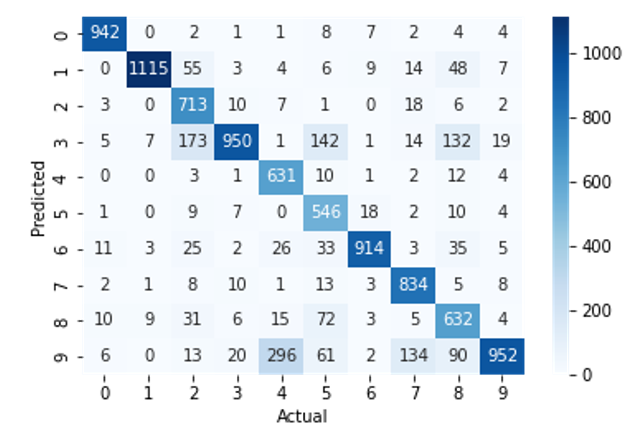 0 942 0 2 1 1 8 7 2 4 4
1 0 1115 55 3 4 6 9 14 48 7
2 3 0 713 10 7 1 0 18 6 2
3 5 7 173 950 1 142 1 14 132 19
4 0 0 3 1 631 10 1 2 12 4
5 1 0 9 7 0 546 18 2 10 4
6 11 3 25 2 26 33 914 3 35 5
7 2 1 8 10 1 13 3 834 5 8
8 10 9 31 6 15 72 3 5 632 4
9 6 0 13 20 296 61 2 134 90 952
0 1 2 3 4 5 6 7 8 9
Actual
Predicted
1000
800
600
400
200
0